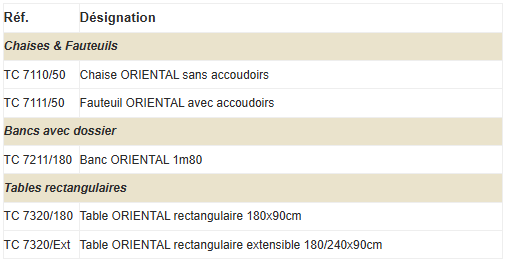 Réf. Désignation
Chaises & Fauteuils
TC 7110/50 Chaise ORIENTAL sans accoudoirs
TC 7111/50 Fauteuil ORIENTAL avec accoudoirs
Bancs avec dossier
TC 7211/180 Banc ORIENTAL 1m80
Tables rectangulaires
TC 7320/180 Table ORIENTAL rectangulaire 180x90cm
TC 7320/Ext Table ORIENTAL rectangulaire extensible 180/240x90cm